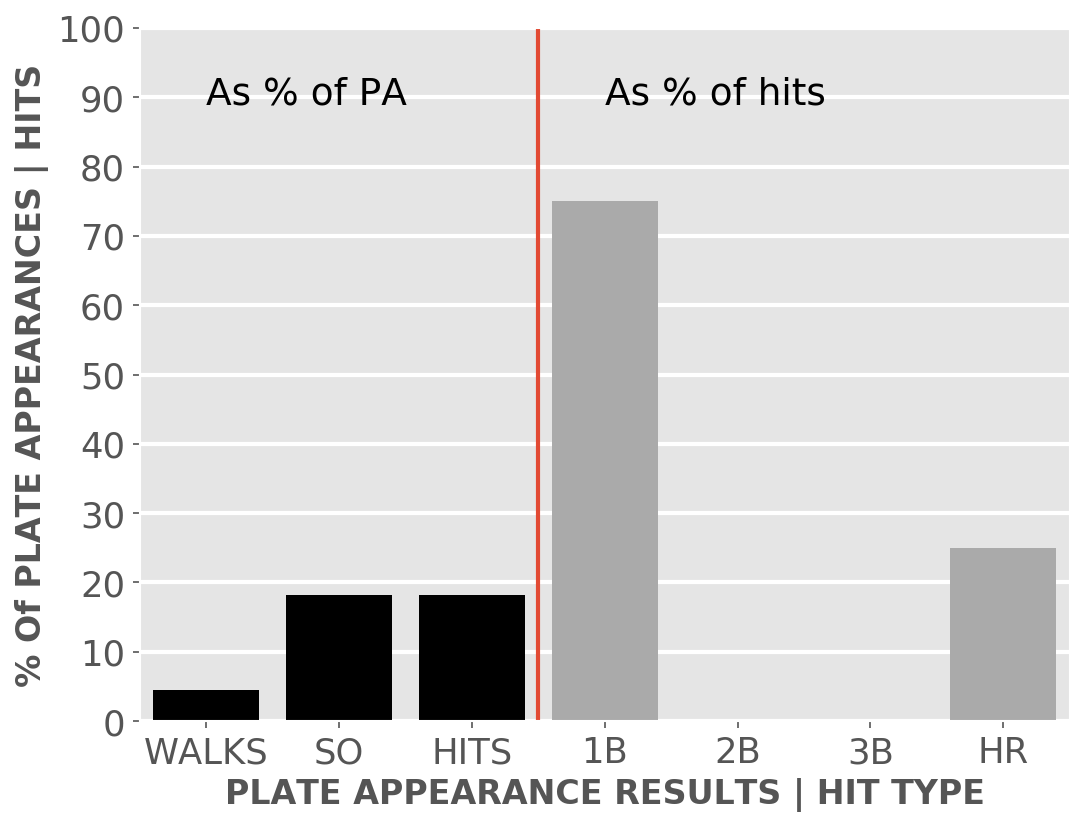 % Of PLATE APPEARANCES | HITS
100
90
80
70
60
50
40
30
20
10
0
As % of PA
As % of hits
WALKS SO HITS 1B 2B 3B HR
PLATE APPEARANCE RESULTS | HIT TYPE